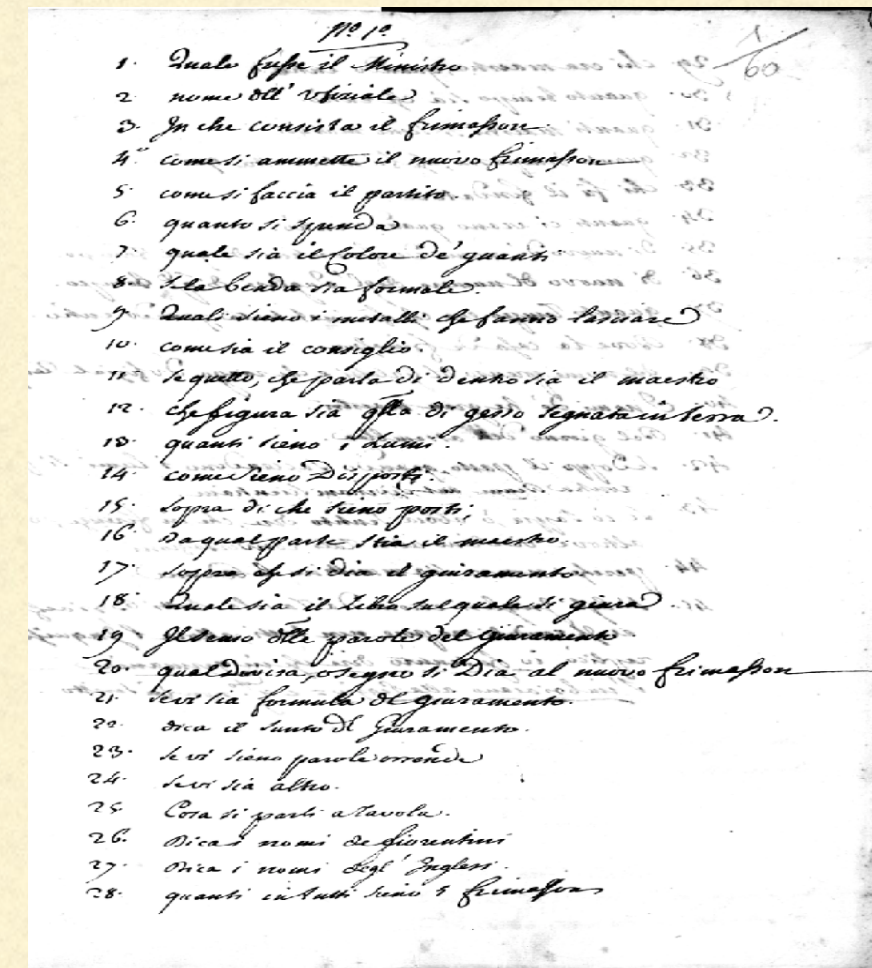 Nº 1º
1/60
1. Quale fusse il Ministro
2. nome dell' Ufiziale
3. In che consista il frimasson
4. come si ammette il nuovo frimasson
5. come si faccia il partito
6. quanto si spenda
7. quale sia il Colore de' guanti
8. se la benda sia formale.
9. Quali sieno i metalli che fanno lasciare
10. come sia il consiglio.
11. se quello, che parla di dentro sia il maestro
12. che figura sia qlla di gesso segnata in terra.
13. quanti sieno i Lumi.
14. come sieno Disposti.
15. sopra di che sieno posti.
16. Da qual parte stia il maestro.
17. sopra che si dia il giuramento
18. Quale sia il libro sul quale si giura
19. Il senso dlle parole del giuramento
20. qual Divisa, o segno si Dia al nuovo frimasson
21. se vi sia formula dl giuramento.
22. dica il sunto dl Giuramento.
23. se vi sieno parole orrende
24. se vi sia altro.
25. Cosa si parli a tavola.
26. Dica i nomi de fiorentini
27. Dica i nomi degl' Inglesi.
28. quanti in tutti sieno i frimasson